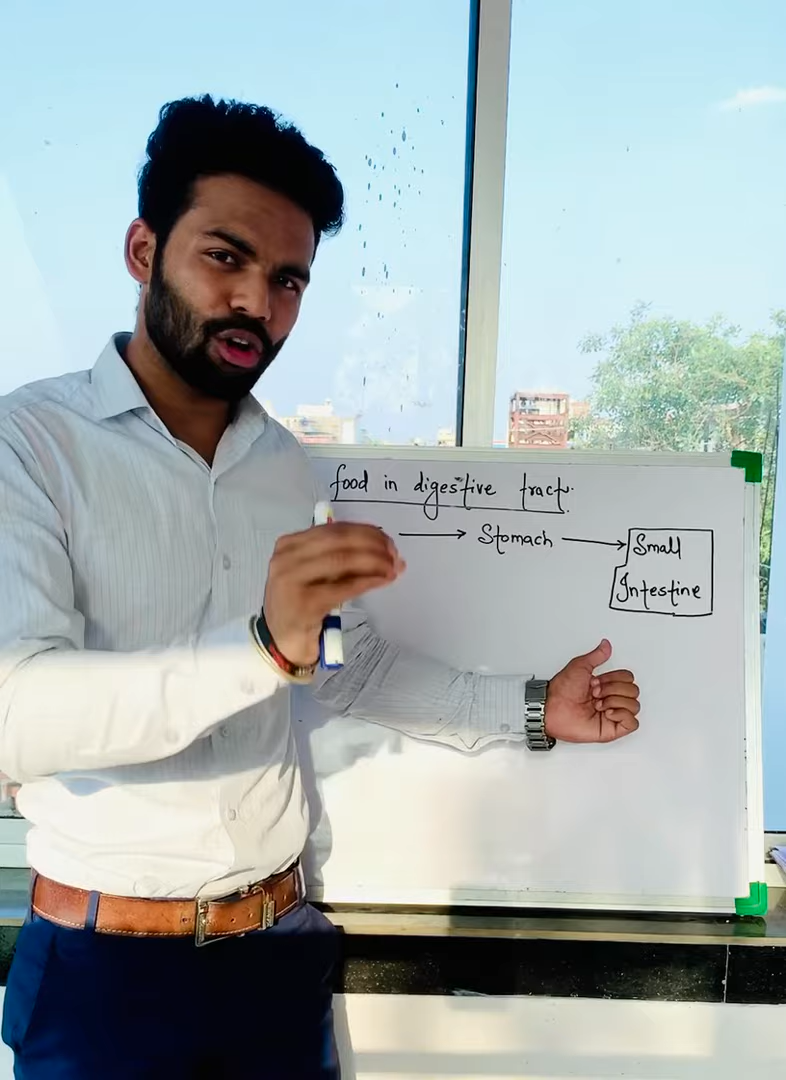 food in digestive tract.
→ Stomach → Small
Intestine